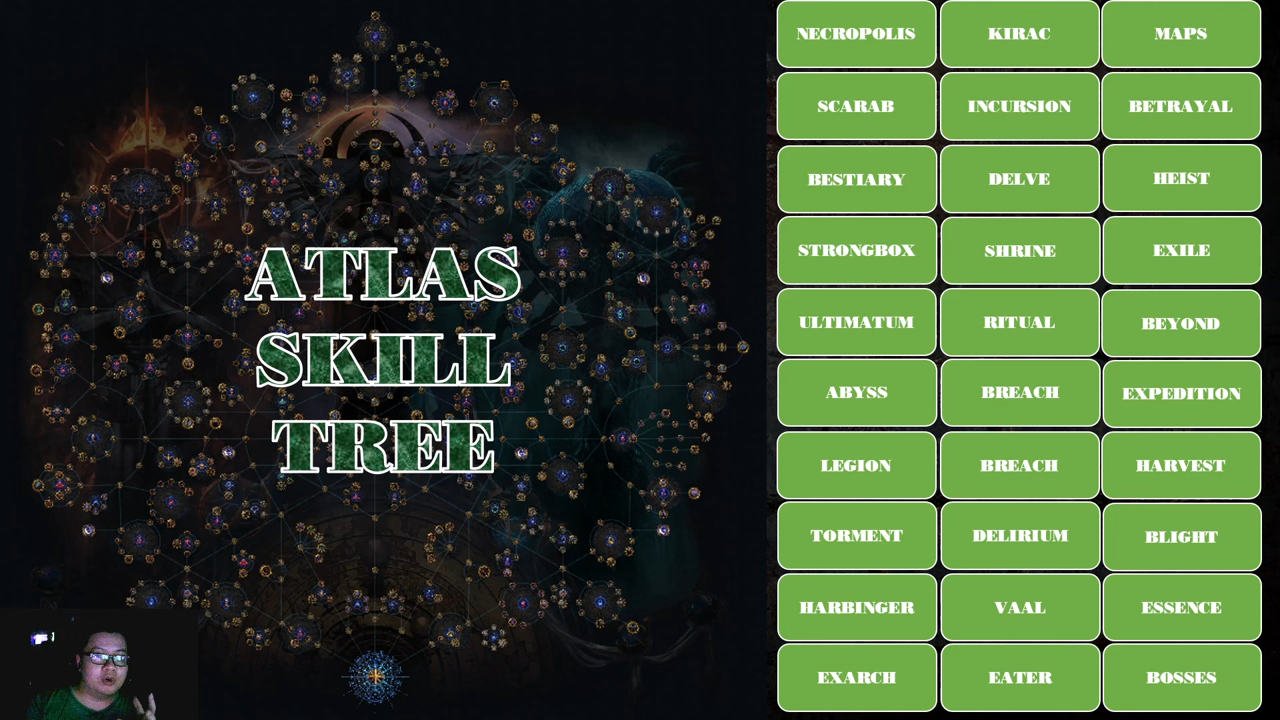 ATLAS
SKILL
TREE
NECROPOLIS
KIRAC
MAPS
SCARAB
INCURSION
BETRAYAL
BESTIARY
DELVE
HEIST
STRONGBOX
SHRINE
EXILE
ULTIMATUM
RITUAL
BEYOND
ABYSS
BREACH
EXPEDITION
LEGION
BREACH
HARVEST
TORMENT
DELIRIUM
BLIGHT
HARBINGER
VAAL
ESSENCE
EXARCH
EATER
BOSSES